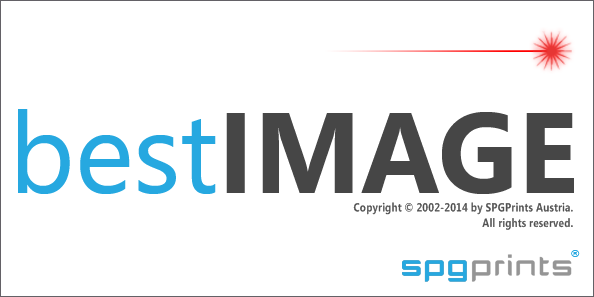 bestIMAGE
Copyright © 2002-2014 by SPGPrints Austria.
All rights reserved.
spgprints®